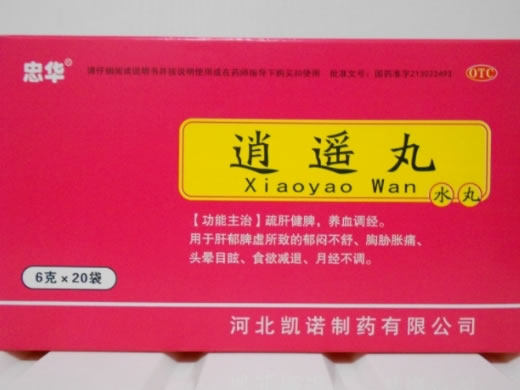 忠华®
请仔细阅读说明书并按说明使用或在药师指导下购买和使用 批准文号：国药准字Z13022493 OTC
逍遥丸
Xiaoyao Wan
水丸
【功能主治】疏肝健脾，养血调经。
用于肝郁脾虚所致的郁闷不舒、胸胁胀痛、
头晕目眩、食欲减退、月经不调。
6克×20袋
河北凯诺制药有限公司